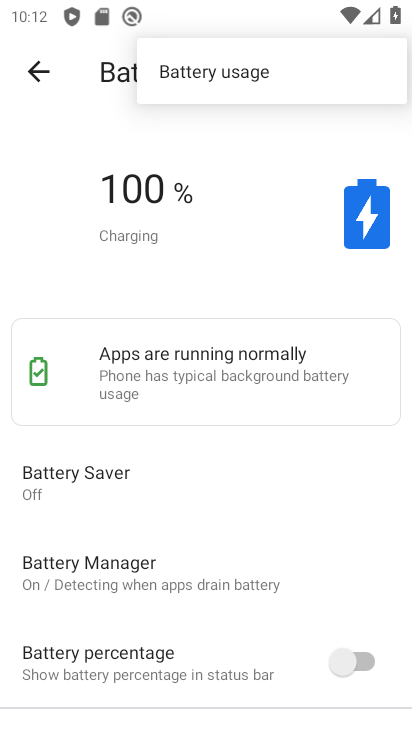 10:12
Bat
Battery usage
100 %
Charging
Apps are running normally
Phone has typical background battery
usage
Battery Saver
Off
Battery Manager
On / Detecting when apps drain battery
Battery percentage
Show battery percentage in status bar